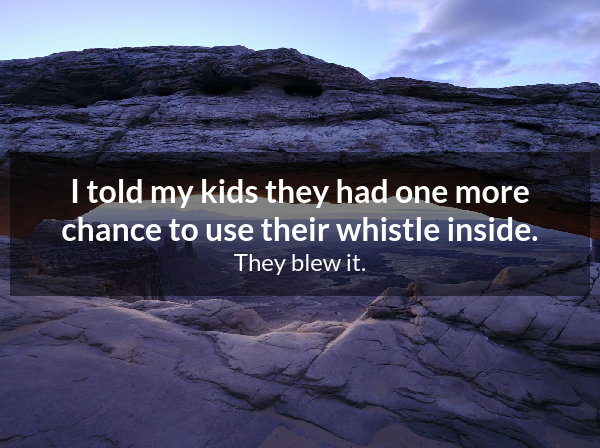 I told my kids they had one more
chance to use their whistle inside.
They blew it.